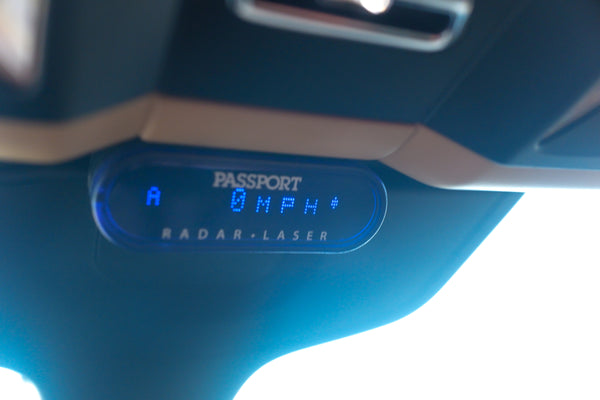 PASSPORT
A 0MPH
RADAR • LASER